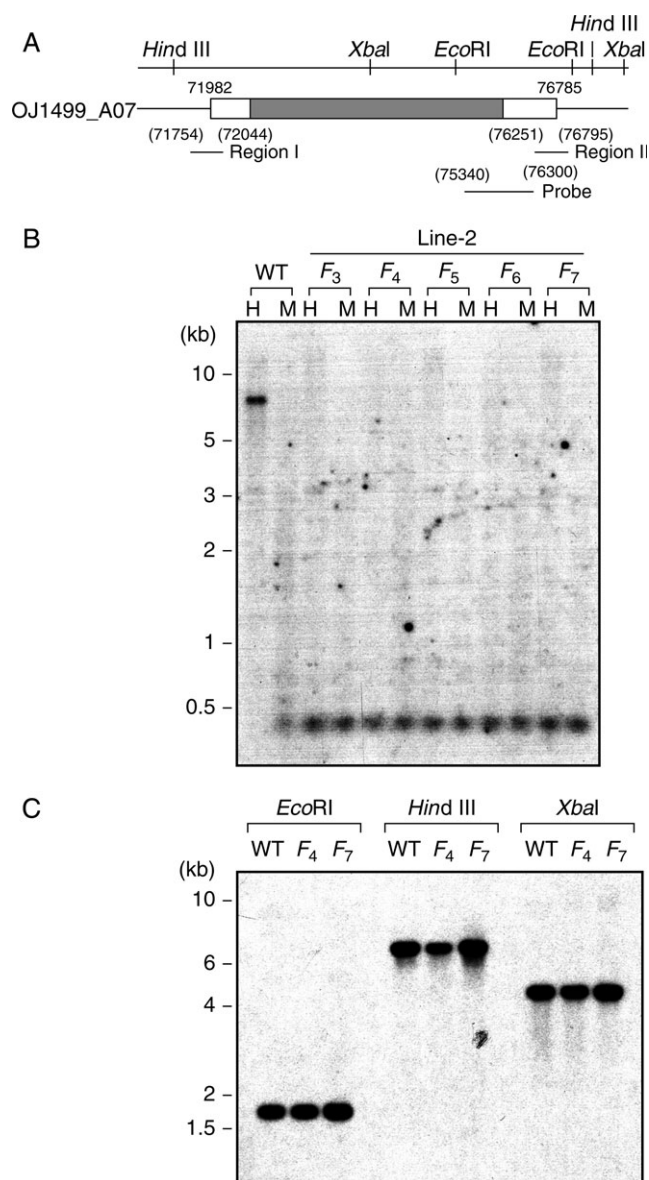 A
Hind III
Hind III XbaI EcoRI EcoRI XbaI
71982 76785
OJ1499_A07
(71754) (72044) (76251) (76795)
Region I Region II
(75340) (76300)
Probe
B
Line-2
WT F3 F4 F5 F6 F7
H M H M H M H M H M H M
(kb)
10
5
3
2
1
0.5
C
EcoRI Hind III XbaI
WT F4 F7 WT F4 F7 WT F4 F7
(kb)
10
6
4
2
1.5